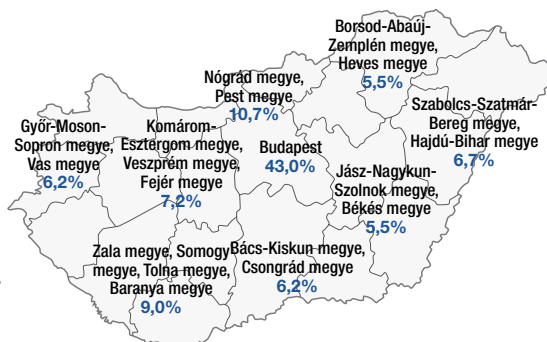 Borsod-Abaúj-
Zemplén megye,
Heves megye
5,5%
Nógrád megye,
Pest megye
10,7%
Szabolcs-Szatmár-
Bereg megye,
Hajdú-Bihar megye
6,7%
Győr-Moson-
Sopron megye,
Vas megye
6,2%
Komárom-
Esztergom megye,
Veszprém megye,
Fejér megye
7,2%
Budapest
43,0%
Jász-Nagykun-
Szolnok megye,
Békés megye
5,5%
Zala megye, Somogy
megye, Tolna megye,
Baranya megye
9,0%
Bács-Kiskun megye,
Csongrád megye
6,2%